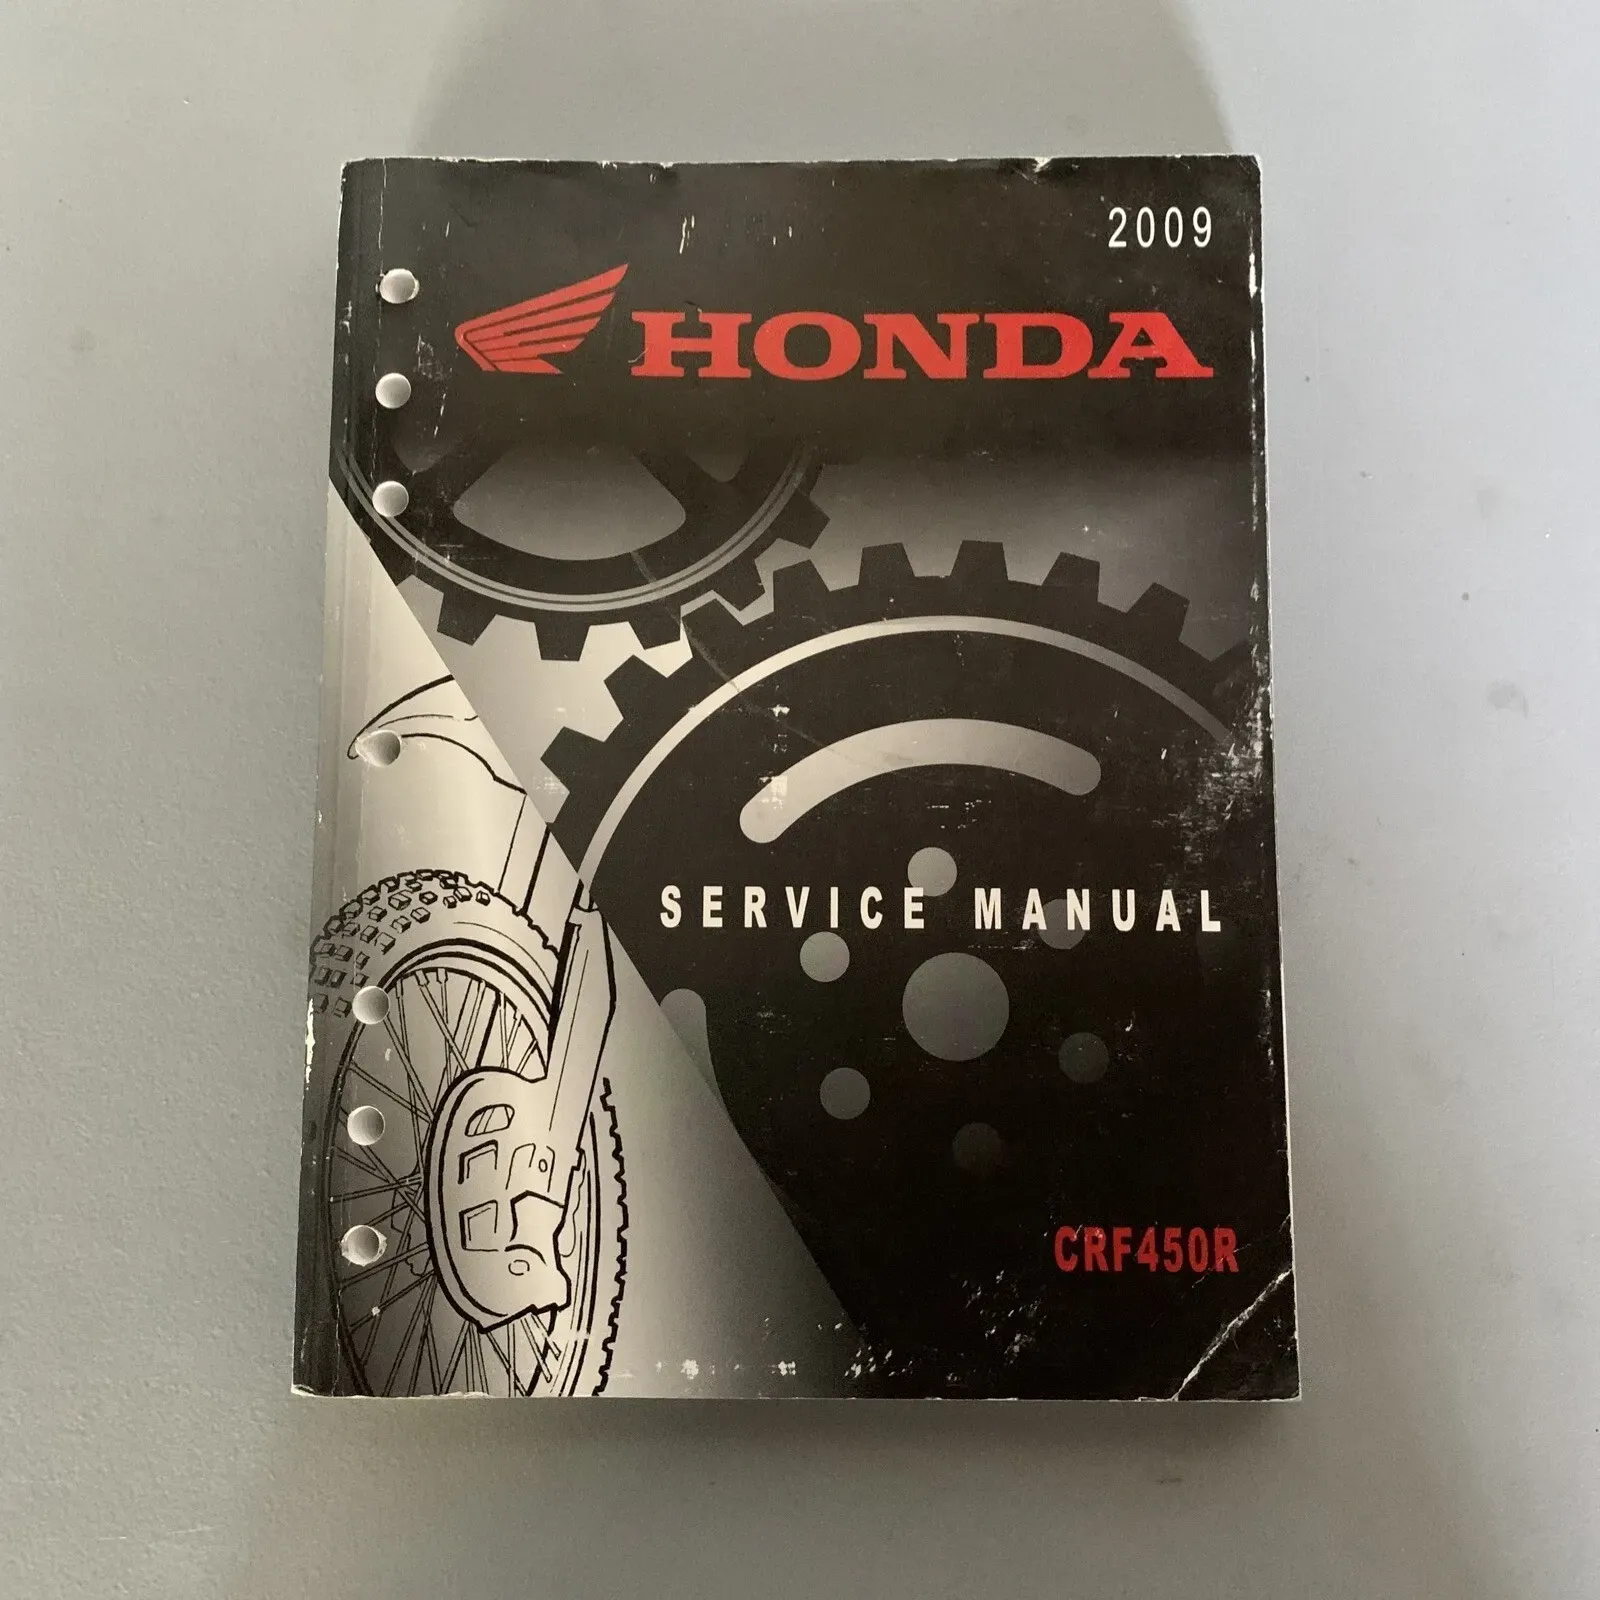 2009
HONDA
SERVICE MANUAL
CRF450R